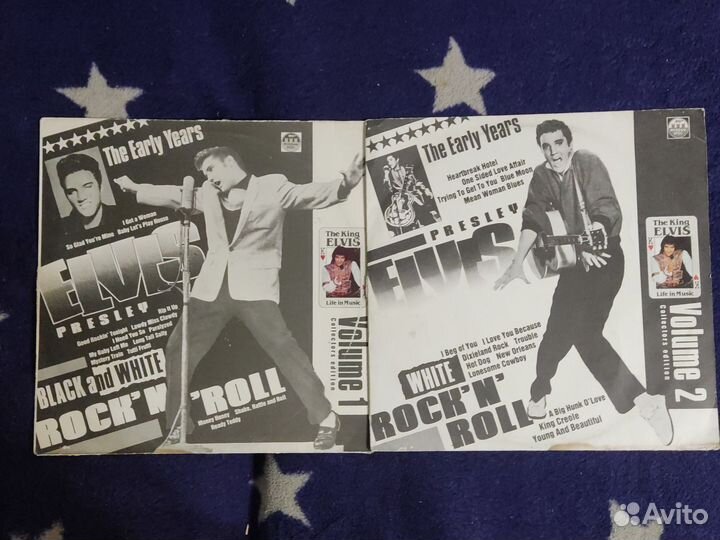 The Early Years
I Got a Woman
So Glad You're Mine Baby Let's Play House
ELVIS
PRESLEY
Rip It Up
Good Rockin' Tonight Lawdy Miss Clawdy
I Need You So Paralyzed
My Baby Left Me Long Tall Sally
Mystery Train Tutti Frutti
BLACK and WHITE
ROCK'N'ROLL
Money Honey Shake, Rattle and Roll
Ready Teddy
The King
ELVIS
Life in Music
Volume 1
Collectors edition
The Early Years
Heartbreak Hotel
One Sided Love Affair
Trying To Get To You Blue Moon
Mean Woman Blues
PRESLEY
ELVIS
I Beg of You I Love You Because
Dixieland Rock Trouble
Hot Dog New Orleans
Lonesome Cowboy
WHITE
ROCK'N'
ROLL
A Big Hunk O'Love
King Creole
Young And Beautiful
The King
ELVIS
K
K
Life in Music
Volume 2
Collectors edition
Avito